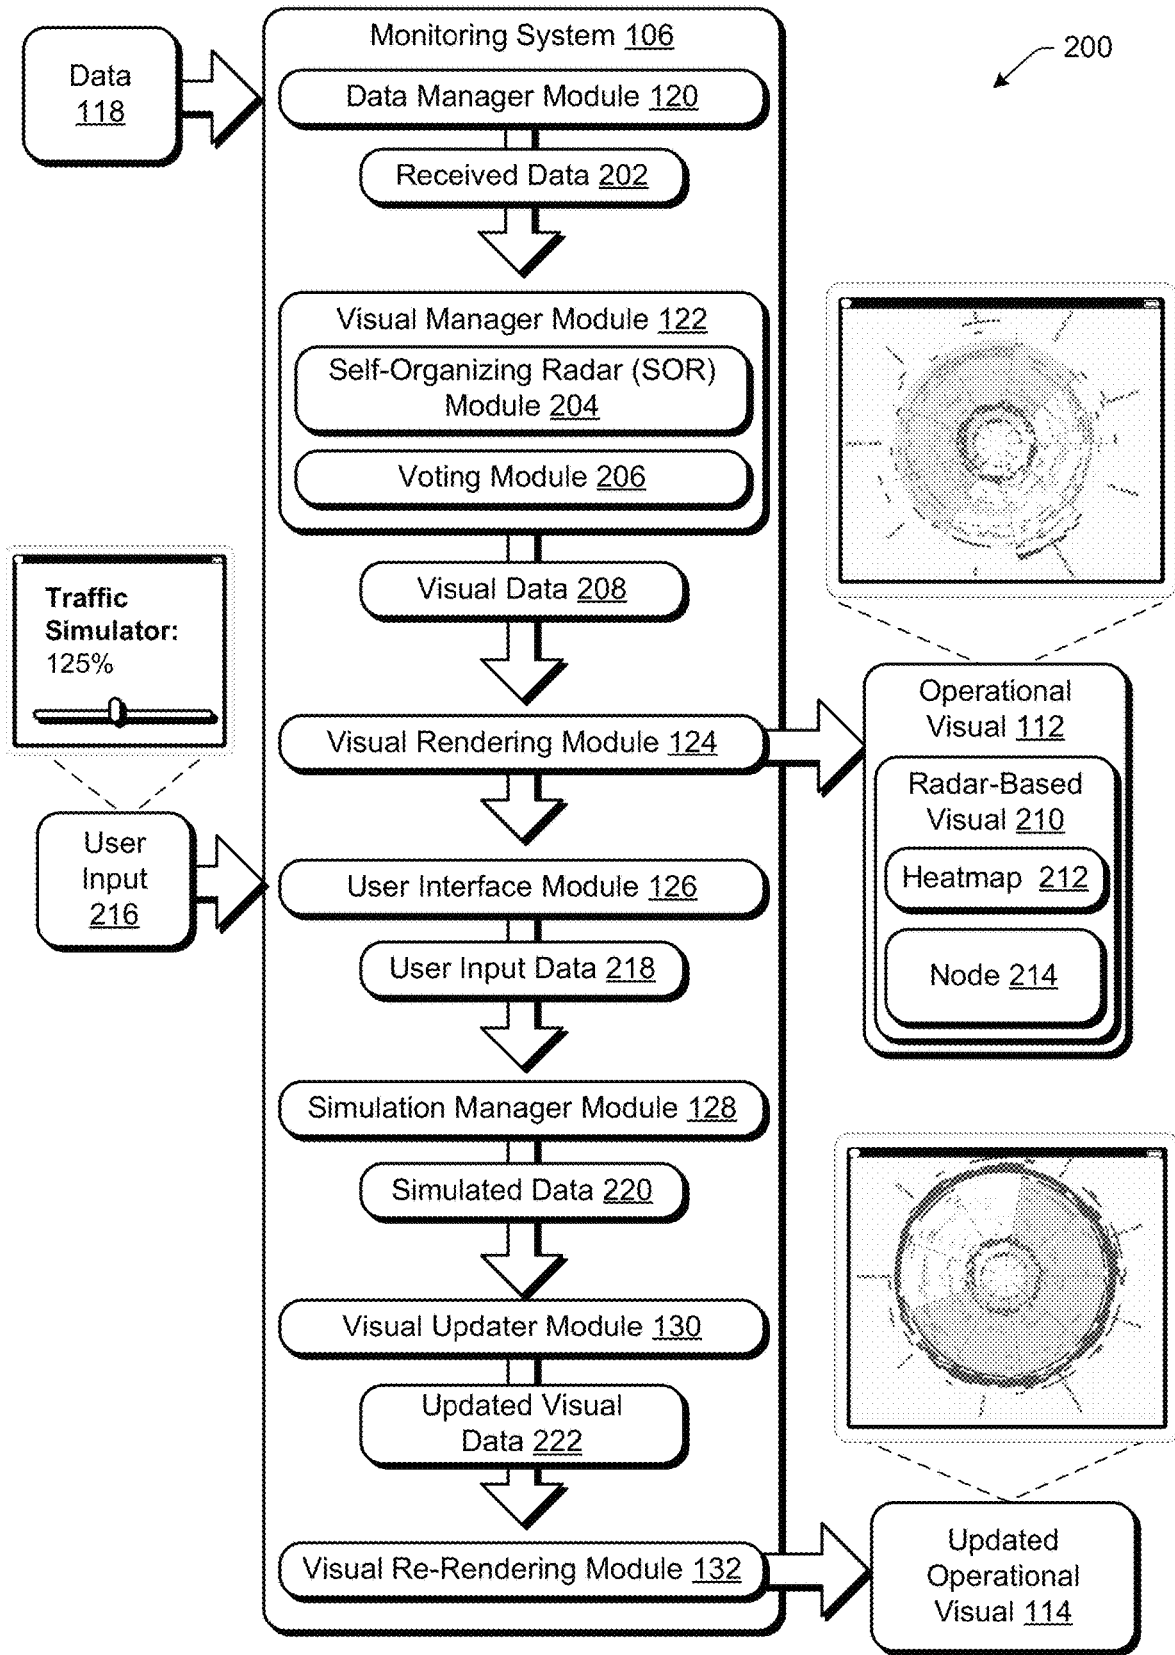 Data
118
Monitoring System 106
200
Data Manager Module 120
Received Data 202
Visual Manager Module 122
Self-Organizing Radar (SOR)
Module 204
Voting Module 206
Visual Data 208
Traffic
Simulator:
125%
Visual Rendering Module 124
Operational
Visual 112
Radar-Based
Visual 210
Heatmap 212
Node 214
User
Input
216
User Interface Module 126
User Input Data 218
Simulation Manager Module 128
Simulated Data 220
Visual Updater Module 130
Updated Visual
Data 222
Visual Re-Rendering Module 132
Updated
Operational
Visual 114